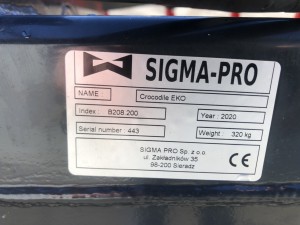 SIGMA-PRO
NAME : Crocodile EKO
Index : B208.200 Year : 2020
Serial number : 443 Weight : 320 kg
SIGMA PRO Sp. z o.o.
ul. Zakładników 35
98-200 Sieradz
CE